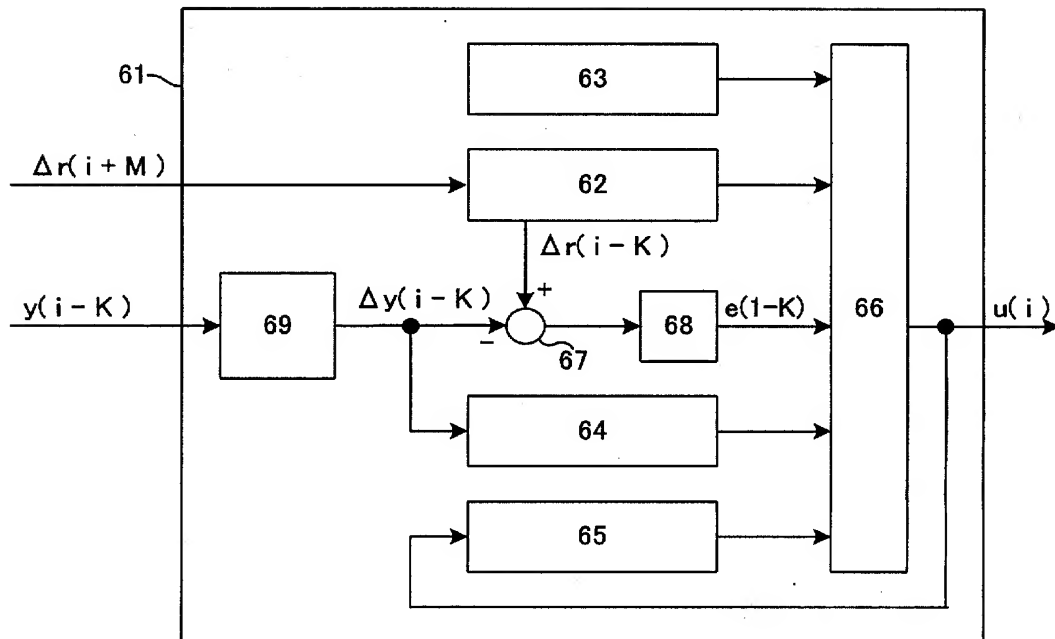 61
63
Δr(i+M)
62
Δr(i-K)
y(i-K)
69
Δy(i-K)
+
-
67
68
e(1-K)
66
u(i)
64
65